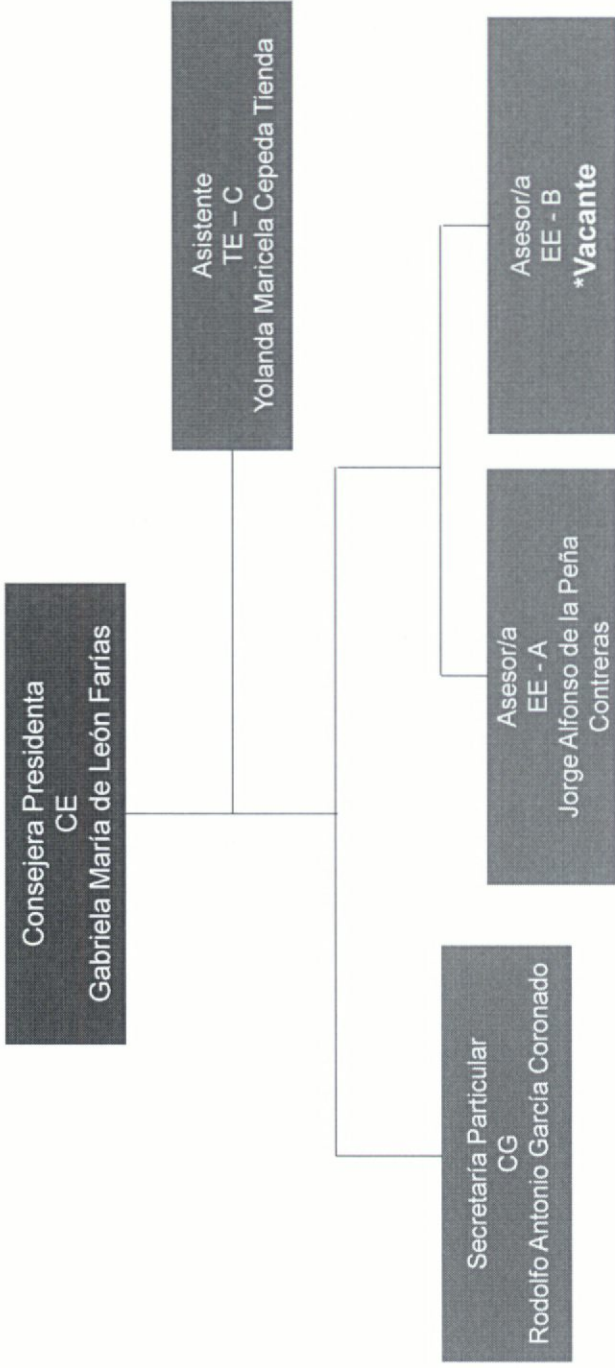 Consejera Presidenta
CE
Gabriela María de León Farías
Asistente
TE – C
Yolanda Maricela Cepeda Tienda
Secretaría Particular
CG
Rodolfo Antonio García Coronado
Asesor/a
EE - A
Jorge Alfonso de la Peña
Contreras
Asesor/a
EE - B
*Vacante